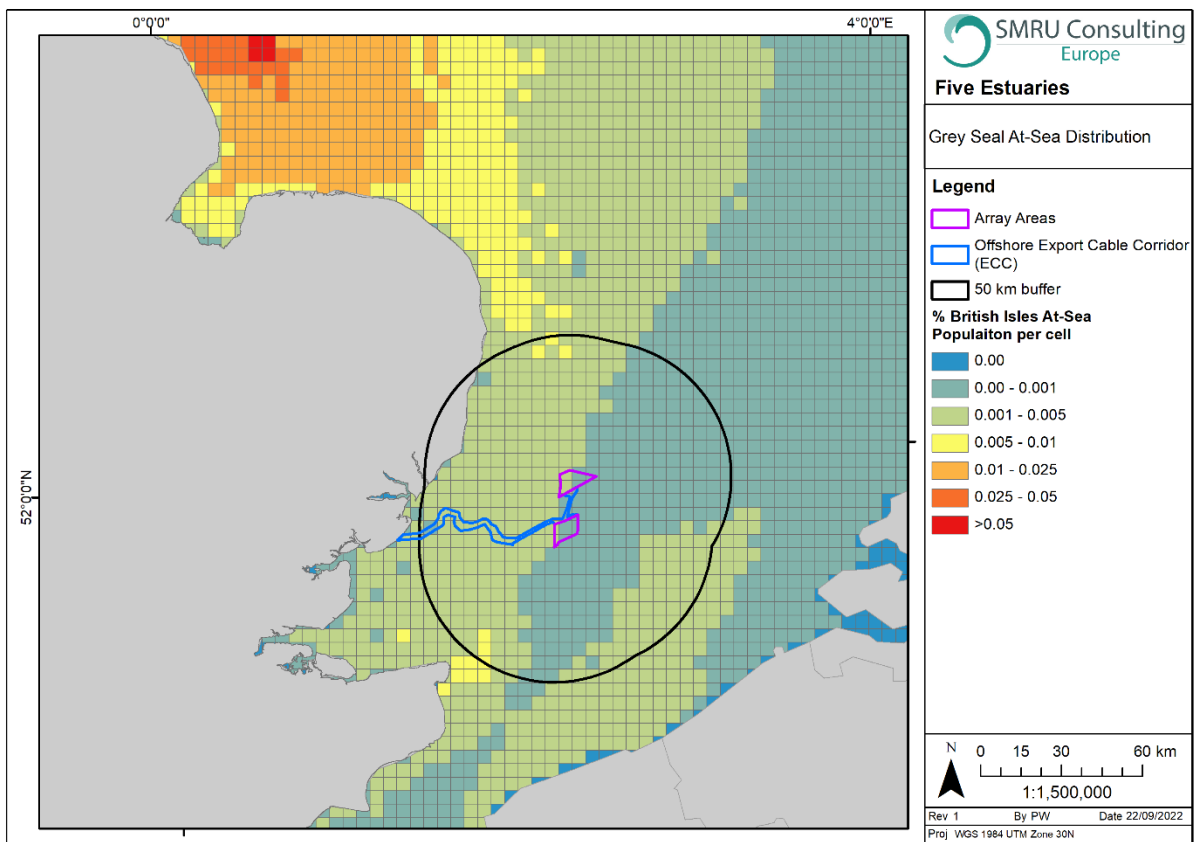 0°0'0"
4°0'0"E
52°0'0"N
SMRU Consulting
Europe
Five Estuaries
Grey Seal At-Sea Distribution
Legend
Array Areas
Offshore Export Cable Corridor
(ECC)
50 km buffer
% British Isles At-Sea
Populaiton per cell
0.00
0.00 - 0.001
0.001 - 0.005
0.005 - 0.01
0.01 - 0.025
0.025 - 0.05
>0.05
N
0 15 30 60 km
1:1,500,000
Rev 1 By PW Date 22/09/2022
Proj WGS 1984 UTM Zone 30N